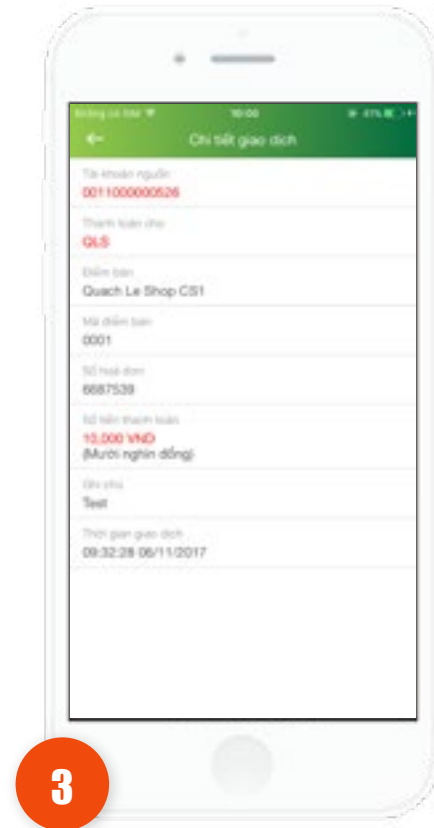 10:00
Chi tiết giao dịch
Tài khoản nguồn
0011000000526
Thanh toán cho
QLS
Điểm bán
Quach Le Shop CS1
Mã điểm bán
0001
Số hoá đơn
6687539
Số tiền thanh toán
10,000 VND
(Mười nghìn đồng)
Ghi chú
Test
Thời gian giao dịch
09:32:28 06/11/2017
3